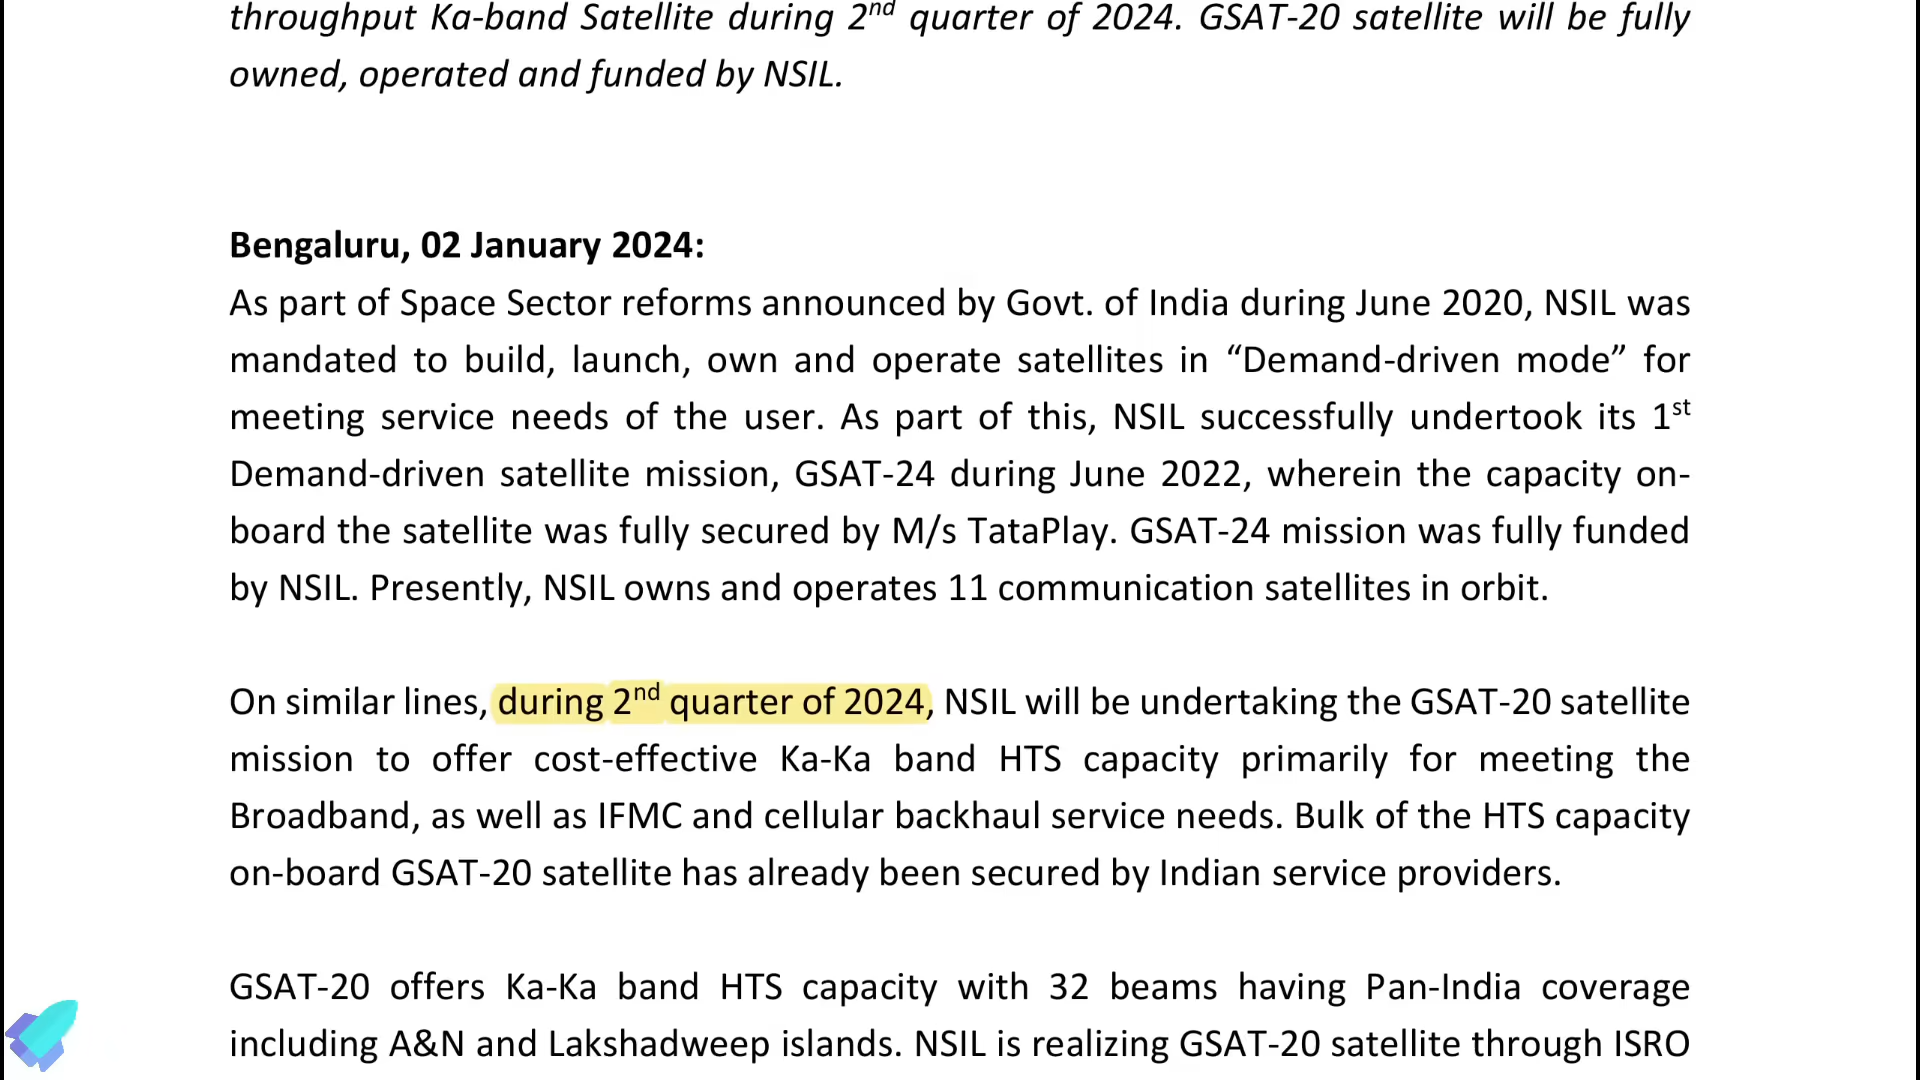 throughput Ka-band Satellite during 2nd quarter of 2024. GSAT-20 satellite will be fully
owned, operated and funded by NSIL.
Bengaluru, 02 January 2024:
As part of Space Sector reforms announced by Govt. of India during June 2020, NSIL was
mandated to build, launch, own and operate satellites in “Demand-driven mode” for
meeting service needs of the user. As part of this, NSIL successfully undertook its 1st
Demand-driven satellite mission, GSAT-24 during June 2022, wherein the capacity on-
board the satellite was fully secured by M/s TataPlay. GSAT-24 mission was fully funded
by NSIL. Presently, NSIL owns and operates 11 communication satellites in orbit.
On similar lines, during 2nd quarter of 2024, NSIL will be undertaking the GSAT-20 satellite
mission to offer cost-effective Ka-Ka band HTS capacity primarily for meeting the
Broadband, as well as IFMC and cellular backhaul service needs. Bulk of the HTS capacity
on-board GSAT-20 satellite has already been secured by Indian service providers.
GSAT-20 offers Ka-Ka band HTS capacity with 32 beams having Pan-India coverage
including A&N and Lakshadweep islands. NSIL is realizing GSAT-20 satellite through ISRO